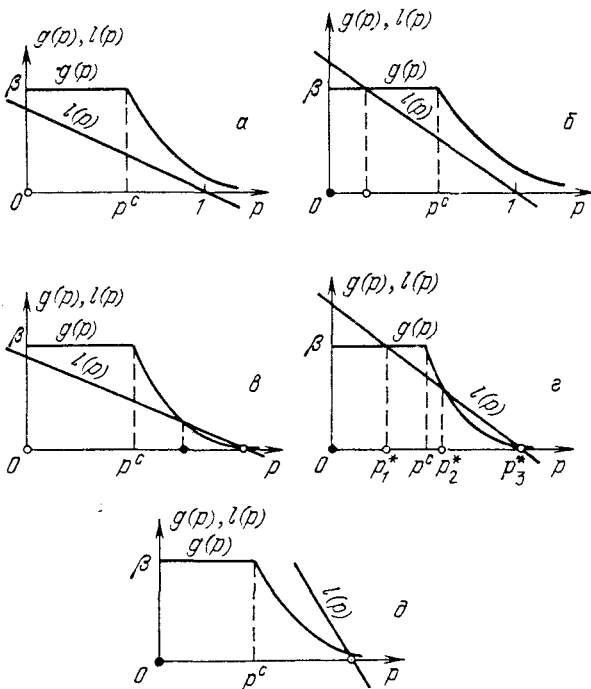 g(p), l(p)
β
g(p)
l(p)
а
0
p^c
1
p
g(p), l(p)
β
g(p)
l(p)
б
0
p^c
1
p
g(p), l(p)
β
g(p)
l(p)
в
0
p^c
p
g(p), l(p)
β
g(p)
l(p)
г
0
p₁*
p^c
p₂*
p₃*
p
g(p), l(p)
β
g(p)
l(p)
д
0
p^c
p